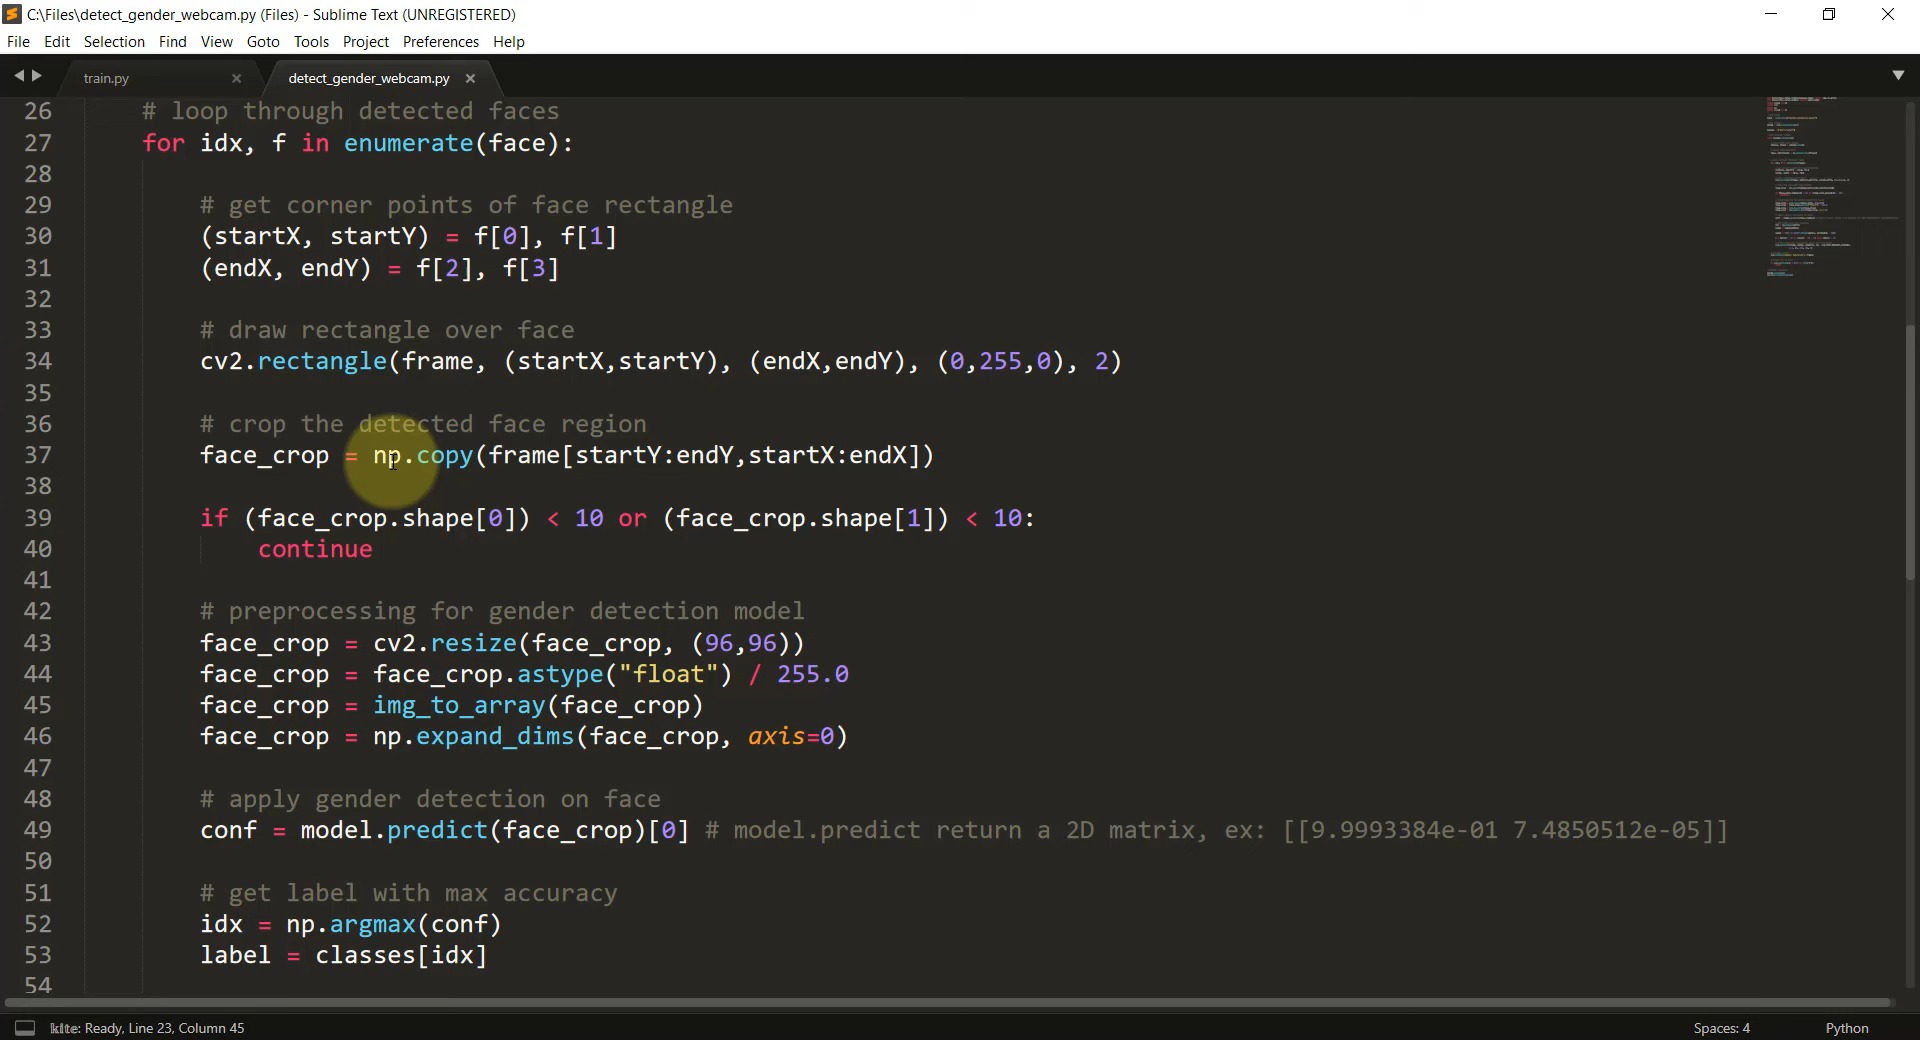 C:\Files\detect_gender_webcam.py (Files) - Sublime Text (UNREGISTERED)
File Edit Selection Find View Goto Tools Project Preferences Help
train.py detect_gender_webcam.py
26 # loop through detected faces
27 for idx, f in enumerate(face):
28
29 # get corner points of face rectangle
30 (startX, startY) = f[0], f[1]
31 (endX, endY) = f[2], f[3]
32
33 # draw rectangle over face
34 cv2.rectangle(frame, (startX,startY), (endX,endY), (0,255,0), 2)
35
36 # crop the detected face region
37 face_crop = np.copy(frame[startY:endY,startX:endX])
38
39 if (face_crop.shape[0]) < 10 or (face_crop.shape[1]) < 10:
40 continue
41
42 # preprocessing for gender detection model
43 face_crop = cv2.resize(face_crop, (96,96))
44 face_crop = face_crop.astype("float") / 255.0
45 face_crop = img_to_array(face_crop)
46 face_crop = np.expand_dims(face_crop, axis=0)
47
48 # apply gender detection on face
49 conf = model.predict(face_crop)[0] # model.predict return a 2D matrix, ex: [[9.9993384e-01 7.4850512e-05]]
50
51 # get label with max accuracy
52 idx = np.argmax(conf)
53 label = classes[idx]
54
kite: Ready, Line 23, Column 45 Spaces: 4 Python